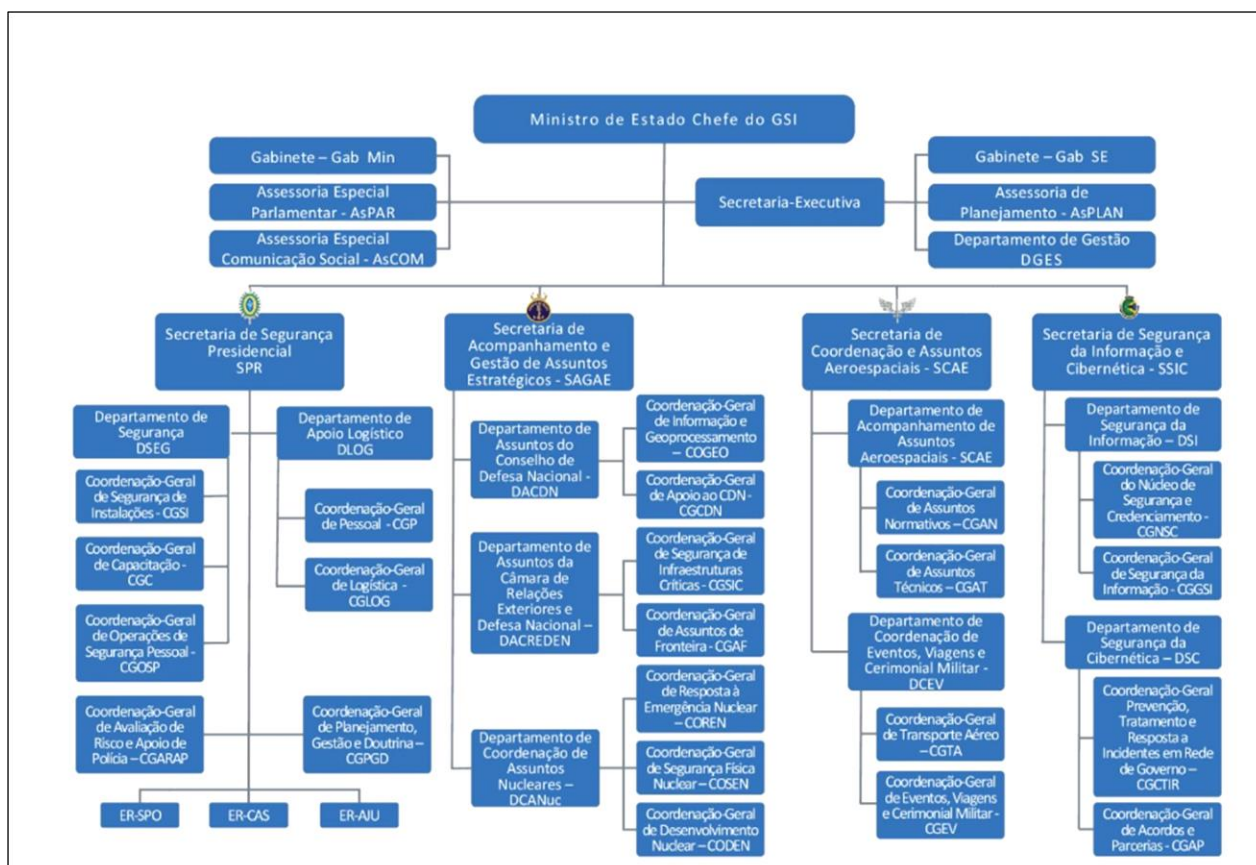 Ministro de Estado Chefe do GSI
Gabinete – Gab Min
Assessoria Especial
Parlamentar - AsPAR
Assessoria Especial
Comunicação Social - AsCOM
Secretaria-Executiva
Gabinete – Gab SE
Assessoria de
Planejamento - AsPLAN
Departamento de Gestão
DGES
Secretaria de Segurança
Presidencial
SPR
Departamento de
Segurança
DSEG
Coordenação-Geral
de Segurança de
Instalações - CGSI
Coordenação-Geral
de Capacitação -
CGC
Coordenação-Geral
de Operações de
Segurança Pessoal -
CGOSP
Departamento de
Apoio Logístico
DLOG
Coordenação-Geral
de Pessoal - CGP
Coordenação-Geral
de Logística -
CGLOG
Coordenação-Geral
de Avaliação de
Risco e Apoio de
Polícia – CGARAP
Coordenação-Geral
de Planejamento,
Gestão e Doutrina –
CGPGD
ER-SPO
ER-CAS
ER-AJU
Secretaria de
Acompanhamento e
Gestão de Assuntos
Estratégicos - SAGAE
Departamento de
Assuntos do
Conselho de
Defesa Nacional -
DACDN
Coordenação-Geral
de Informação e
Geoprocessamento
– COGEO
Coordenação-Geral
de Apoio ao CDN -
CGCDN
Departamento de
Assuntos da
Câmara de
Relações
Exteriores e
Defesa Nacional –
DACREDEN
Coordenação-Geral
de Segurança de
Infraestruturas
Críticas - CGSIC
Coordenação-Geral
de Assuntos de
Fronteira - CGAF
Departamento de
Coordenação de
Assuntos
Nucleares – DCANuc
Coordenação-Geral
de Resposta à
Emergência Nuclear
– COREN
Coordenação-Geral
de Segurança Física
Nuclear – COSEN
Coordenação-Geral
de Desenvolvimento
Nuclear – CODEN
Secretaria de
Coordenação e Assuntos
Aeroespaciais - SCAE
Departamento de
Acompanhamento de
Assuntos
Aeroespaciais - SCAE
Coordenação-Geral
de Assuntos
Normativos – CGAN
Coordenação-Geral
de Assuntos
Técnicos – CGAT
Departamento de
Coordenação de
Eventos, Viagens e
Cerimonial Militar -
DCEV
Coordenação-Geral
de Transporte Aéreo
– CGTA
Coordenação-Geral
de Eventos, Viagens
e Cerimonial Militar -
CGEV
Secretaria de Segurança
da Informação e
Cibernética - SSIC
Departamento de
Segurança da
Informação – DSI
Coordenação-Geral
do Núcleo de
Segurança e
Credenciamento -
CGNSC
Coordenação-Geral
de Segurança da
Informação - CGGSI
Departamento de
Segurança da
Cibernética – DSC
Coordenação-Geral
Prevenção,
Tratamento e
Resposta a
Incidentes em Rede
de Governo –
CGCTIR
Coordenação-Geral
de Acordos e
Parcerias - CGAP